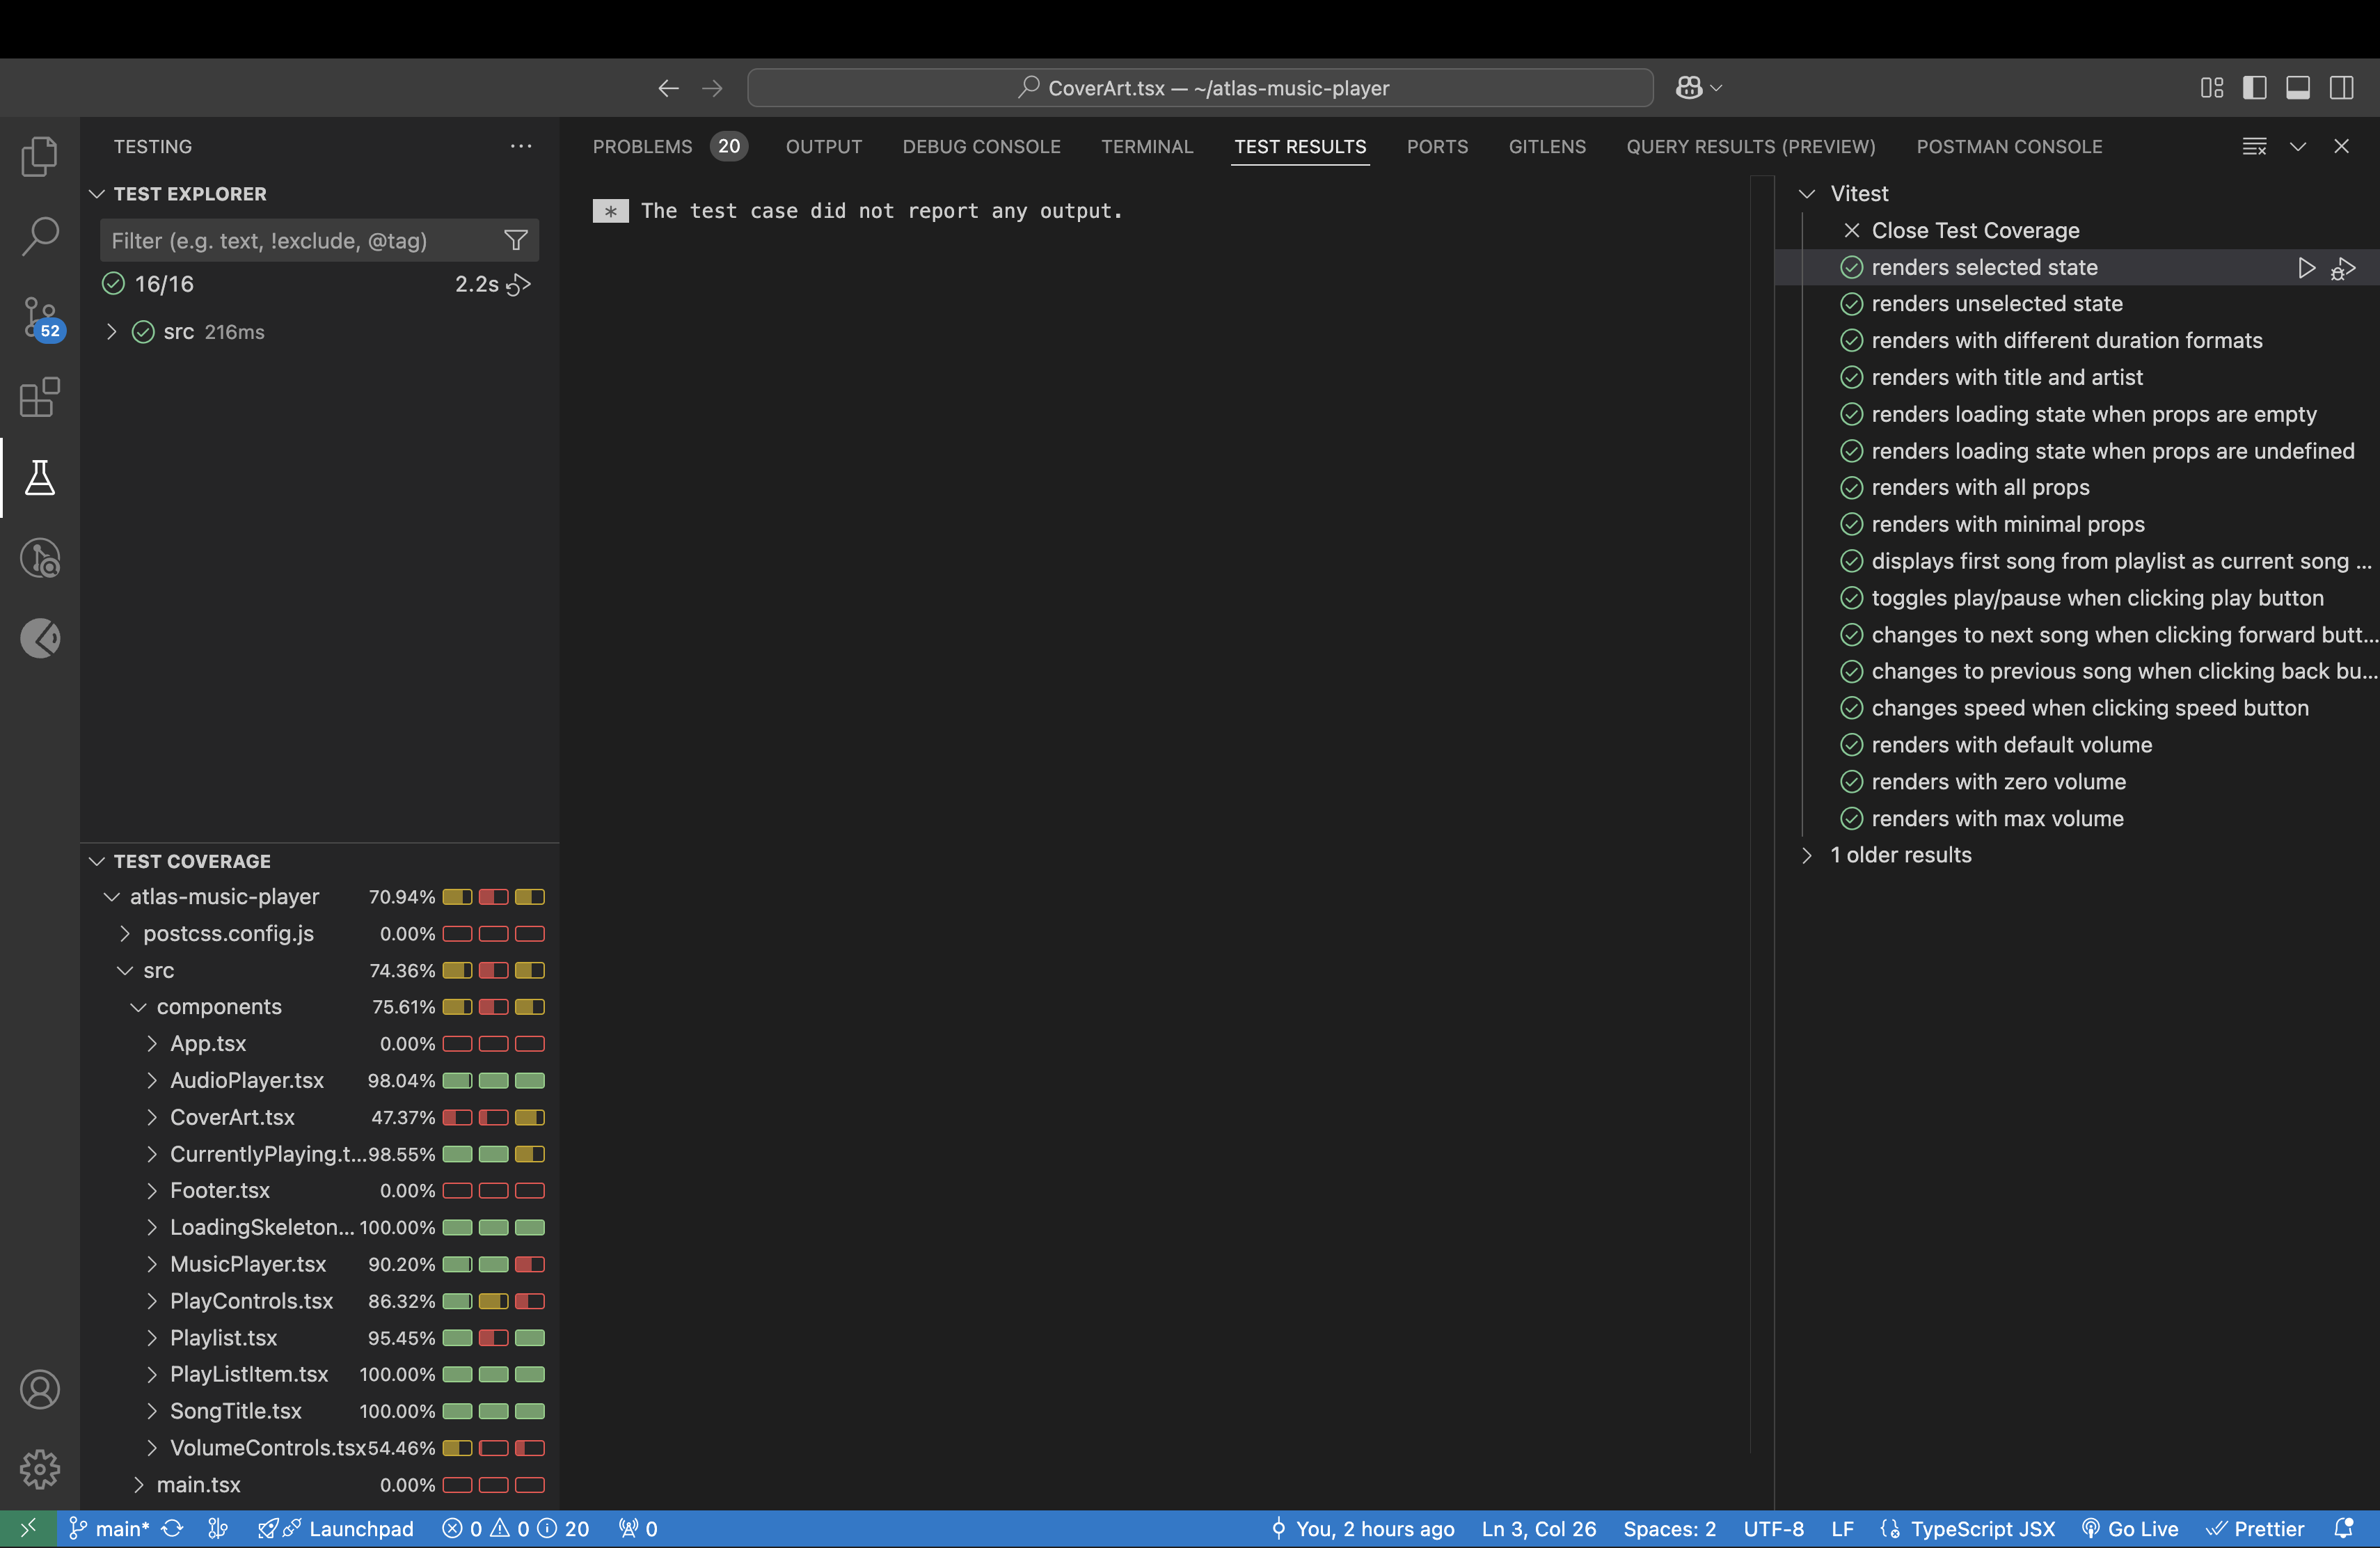 CoverArt.tsx — ~/atlas-music-player
TESTING
TEST EXPLORER
Filter (e.g. text, !exclude, @tag)
16/16 2.2s
src 216ms
52
TEST COVERAGE
atlas-music-player 70.94%
postcss.config.js 0.00%
src 74.36%
components 75.61%
App.tsx 0.00%
AudioPlayer.tsx 98.04%
CoverArt.tsx 47.37%
CurrentlyPlaying.t...98.55%
Footer.tsx 0.00%
LoadingSkeleton... 100.00%
MusicPlayer.tsx 90.20%
PlayControls.tsx 86.32%
Playlist.tsx 95.45%
PlayListItem.tsx 100.00%
SongTitle.tsx 100.00%
VolumeControls.tsx 54.46%
main.tsx 0.00%
PROBLEMS 20 OUTPUT DEBUG CONSOLE TERMINAL TEST RESULTS PORTS GITLENS QUERY RESULTS (PREVIEW) POSTMAN CONSOLE
* The test case did not report any output.
Vitest
Close Test Coverage
renders selected state
renders unselected state
renders with different duration formats
renders with title and artist
renders loading state when props are empty
renders loading state when props are undefined
renders with all props
renders with minimal props
displays first song from playlist as current song ...
toggles play/pause when clicking play button
changes to next song when clicking forward butt...
changes to previous song when clicking back bu...
changes speed when clicking speed button
renders with default volume
renders with zero volume
renders with max volume
1 older results
main* Launchpad 0 0 20 0 You, 2 hours ago Ln 3, Col 26 Spaces: 2 UTF-8 LF TypeScript JSX Go Live Prettier